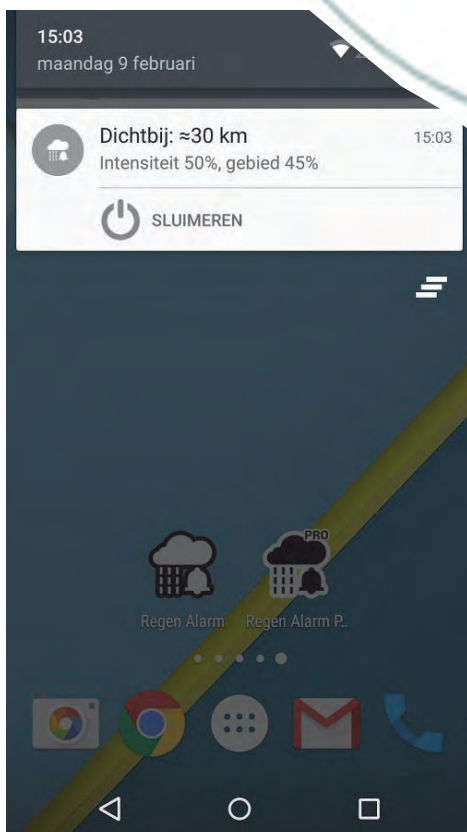 15:03
maandag 9 februari
Dichtbij: ≈30 km
15:03
Intensiteit 50%, gebied 45%
SLUIMEREN
PRO
Regen Alarm
Regen Alarm P..